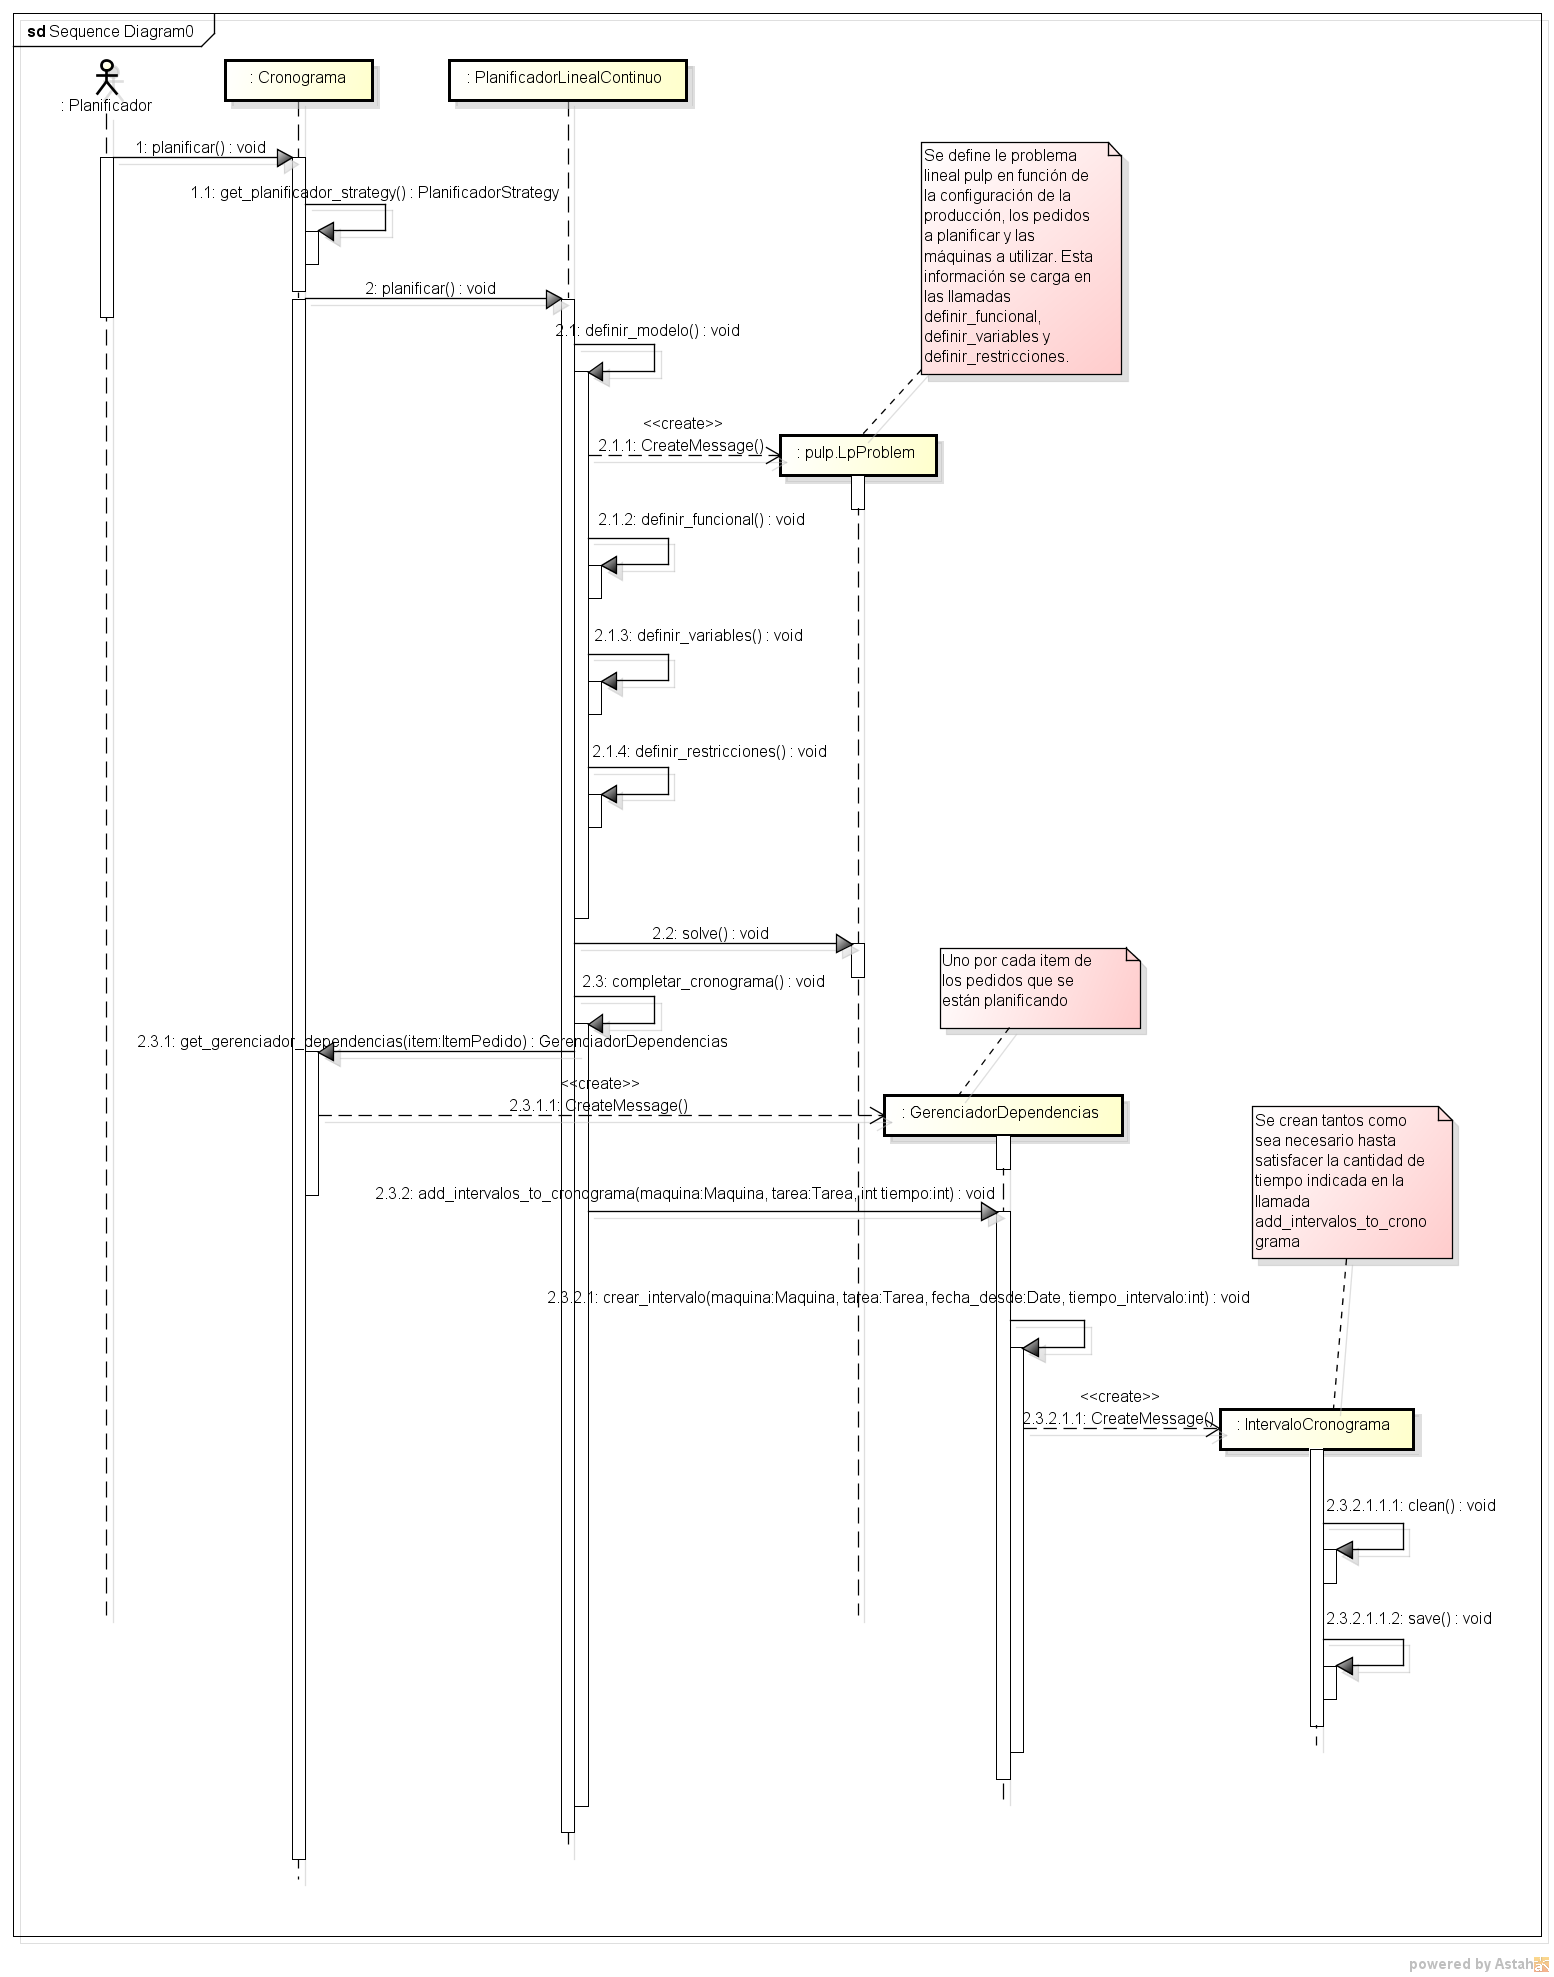 sd Sequence Diagram0
: Planificador
: Cronograma
: PlanificadorLinealContinuo
1: planificar() : void
1.1: get_planificador_strategy() : PlanificadorStrategy
Se define le problema
lineal pulp en función de
la configuración de la
producción, los pedidos
a planificar y las
máquinas a utilizar. Esta
información se carga en
las llamadas
definir_funcional,
definir_variables y
definir_restricciones.
2: planificar() : void
2.1: definir_modelo() : void
<<create>>
2.1.1: CreateMessage()
: pulp.LpProblem
2.1.2: definir_funcional() : void
2.1.3: definir_variables() : void
2.1.4: definir_restricciones() : void
2.2: solve() : void
Uno por cada item de
los pedidos que se
están planificando
2.3: completar_cronograma() : void
2.3.1: get_gerenciador_dependencias(item:ItemPedido) : GerenciadorDependencias
<<create>>
2.3.1.1: CreateMessage()
: GerenciadorDependencias
Se crean tantos como
sea necesario hasta
satisfacer la cantidad de
tiempo indicada en la
llamada
add_intervalos_to_crono
grama
2.3.2: add_intervalos_to_cronograma(maquina:Maquina, tarea:Tarea, int tiempo:int) : void
2.3.2.1: crear_intervalo(maquina:Maquina, tarea:Tarea, fecha_desde:Date, tiempo_intervalo:int) : void
<<create>>
2.3.2.1.1: CreateMessage()
: IntervaloCronograma
2.3.2.1.1.1: clean() : void
2.3.2.1.1.2: save() : void
powered by Astah